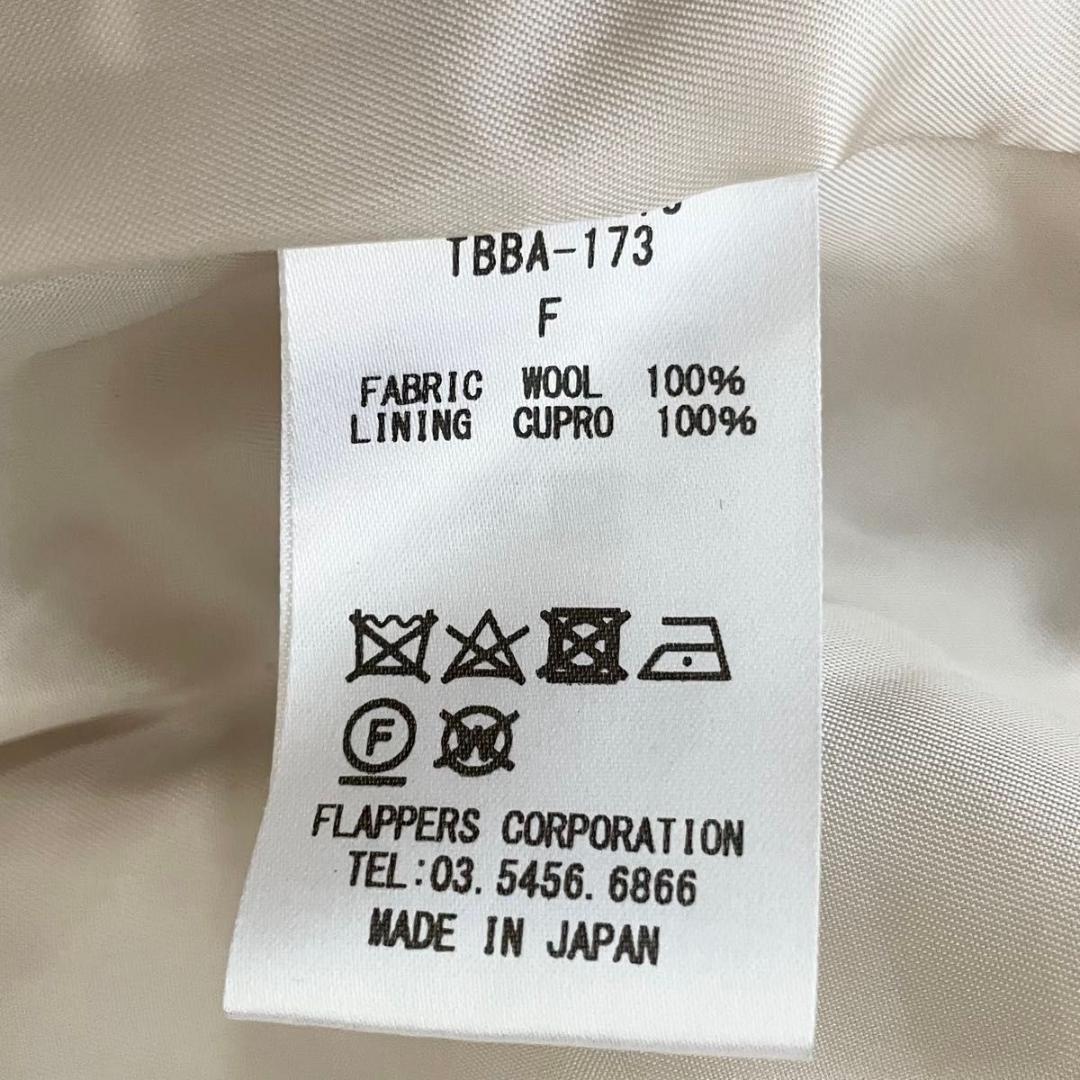 TBBA-173
F
FABRIC WOOL 100%
LINING CUPRO 100%
F W
FLAPPERS CORPORATION
TEL:03. 5456. 6866
MADE IN JAPAN